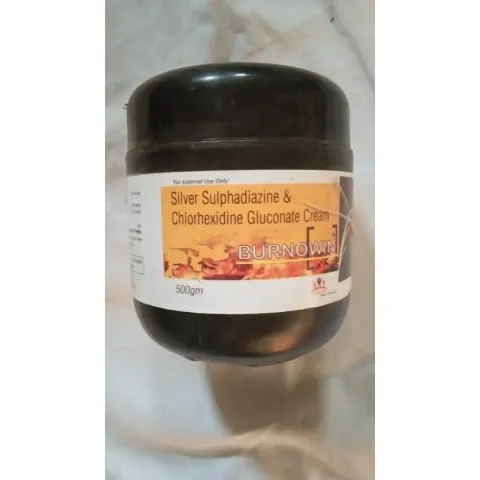 'For External Use Only'
Silver Sulphadiazine &
Chlorhexidine Gluconate Cream
BURNOWIN
500gm